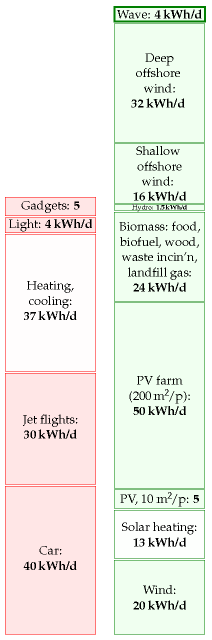 Gadgets: 5
Light: 4 kWh/d
Heating,
cooling:
37 kWh/d
Jet flights:
30 kWh/d
Car:
40 kWh/d
Wave: 4 kWh/d
Deep
offshore
wind:
32 kWh/d
Shallow
offshore
wind:
16 kWh/d
Hydro: 1.5 kWh/d
Biomass: food,
biofuel, wood,
waste incin’n,
landfill gas:
24 kWh/d
PV farm
(200 m²/p):
50 kWh/d
PV, 10 m²/p: 5
Solar heating:
13 kWh/d
Wind:
20 kWh/d